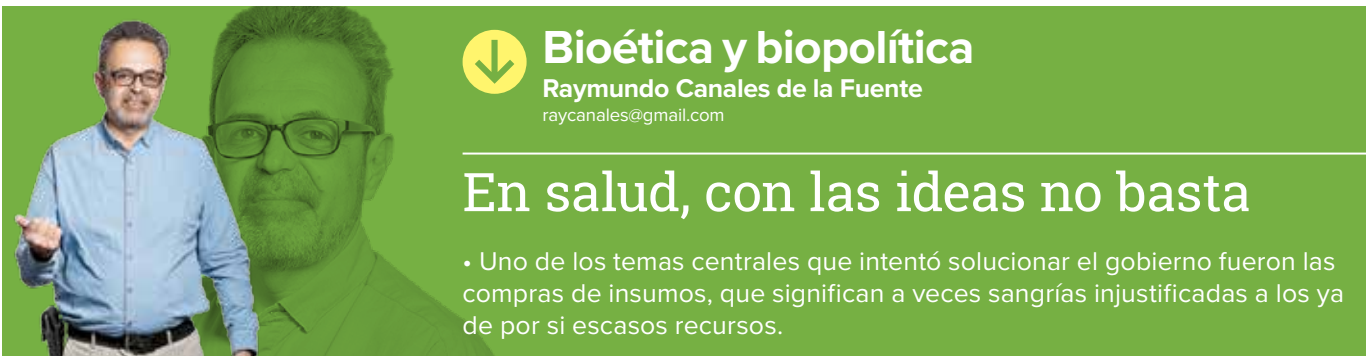 Bioética y biopolítica
Raymundo Canales de la Fuente
raycanales@gmail.com
En salud, con las ideas no basta
• Uno de los temas centrales que intentó solucionar el gobierno fueron las
compras de insumos, que significan a veces sangrías injustificadas a los ya
de por si escasos recursos.